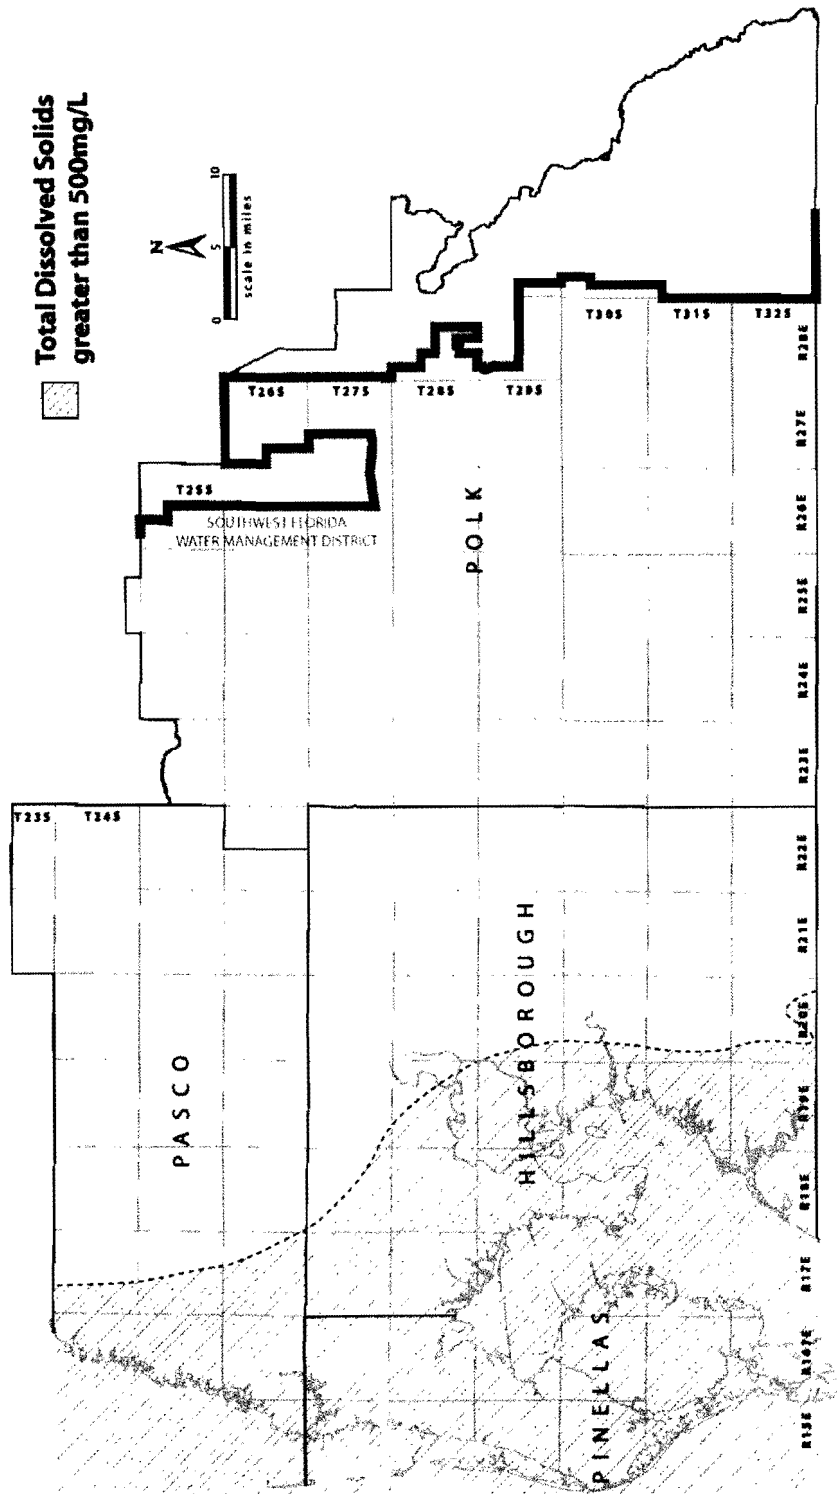 Total Dissolved Solids
greater than 500mg/L
N
0 5 10
scale in miles
T23S
T24S
T25S
T26S
T27S
T28S
T29S
T30S
T31S
T32S
SOUTHWEST FLORIDA
WATER MANAGEMENT DISTRICT
PASCO
POLK
HILLSBOROUGH
PINELLAS
R15E
R17E
R18E
R19E
R20E
R21E
R22E
R23E
R24E
R25E
R26E
R27E
R28E